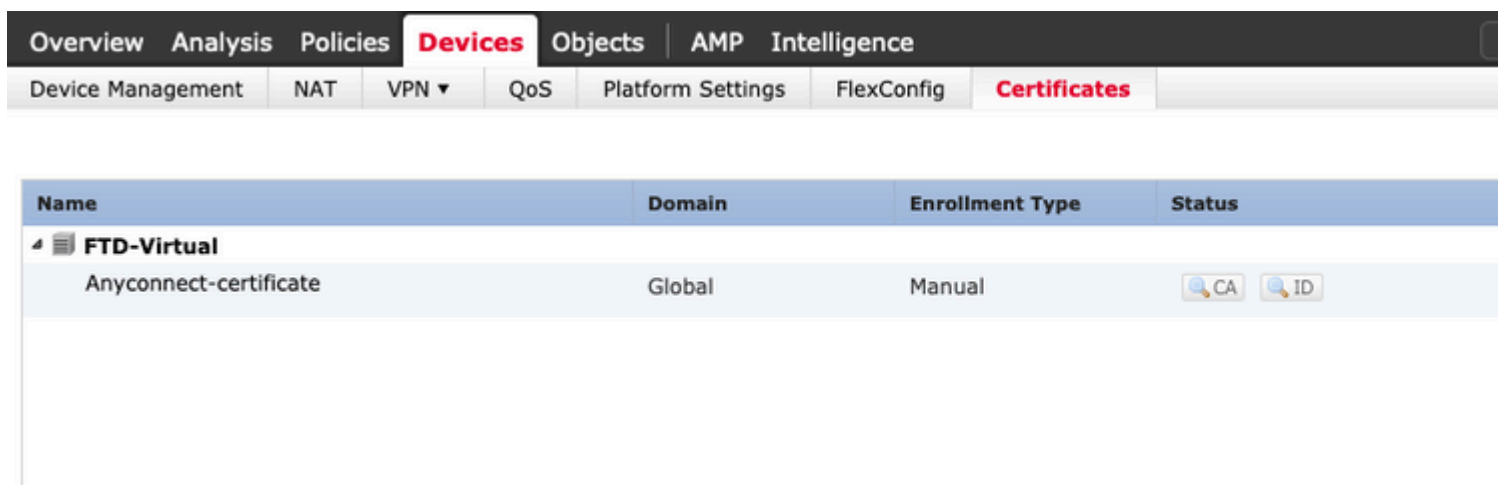 Overview Analysis Policies Devices Objects AMP Intelligence
Device Management NAT VPN ▼ QoS Platform Settings FlexConfig Certificates
Name Domain Enrollment Type Status
FTD-Virtual
Anyconnect-certificate Global Manual CA ID